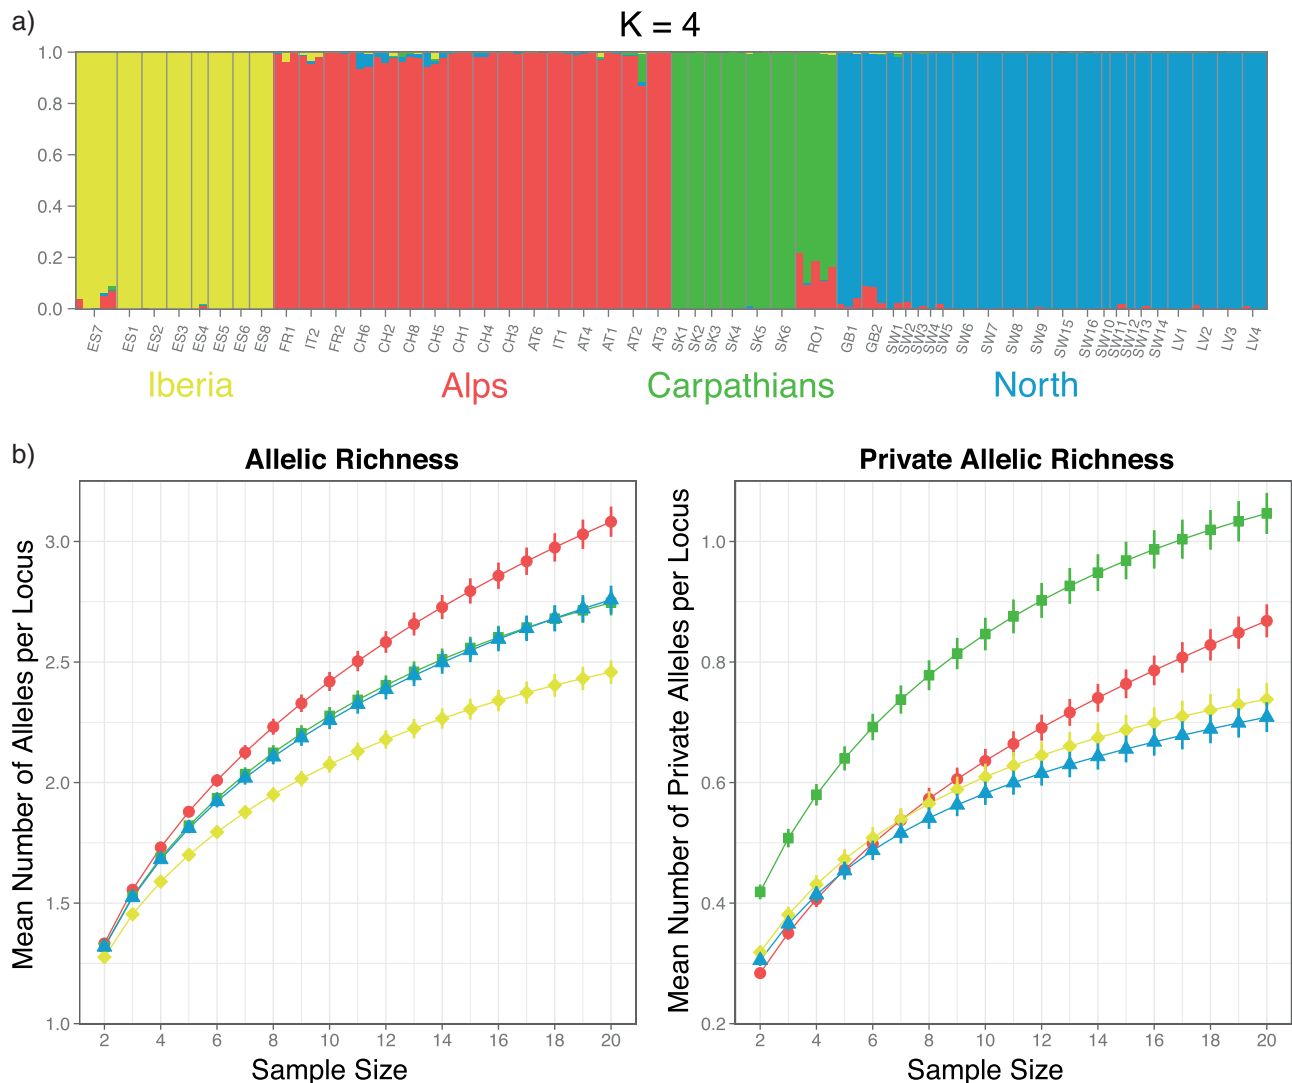 a)
K = 4
1.0
0.8
0.6
0.4
0.2
0.0
ES7 ES1 ES2 ES3 ES4 ES5 ES6 ES8 FR1 IT2 FR2 CH6 CH2 CH8 CH5 CH1 CH4 CH3 AT6 IT1 AT4 AT1 AT2 AT3 SK1 SK2 SK3 SK4 SK5 SK6 RO1 GB1 GB2 SW1 SW2 SW3 SW4 SW5 SW6 SW7 SW8 SW9 SW15 SW16 SW10 SW11 SW12 SW13 SW14 LV1 LV2 LV3 LV4
Iberia Alps Carpathians North
b)
Allelic Richness
Mean Number of Alleles per Locus
3.0
2.5
2.0
1.5
1.0
2 4 6 8 10 12 14 16 18 20
Sample Size
Private Allelic Richness
Mean Number of Private Alleles per Locus
1.0
0.8
0.6
0.4
0.2
2 4 6 8 10 12 14 16 18 20
Sample Size